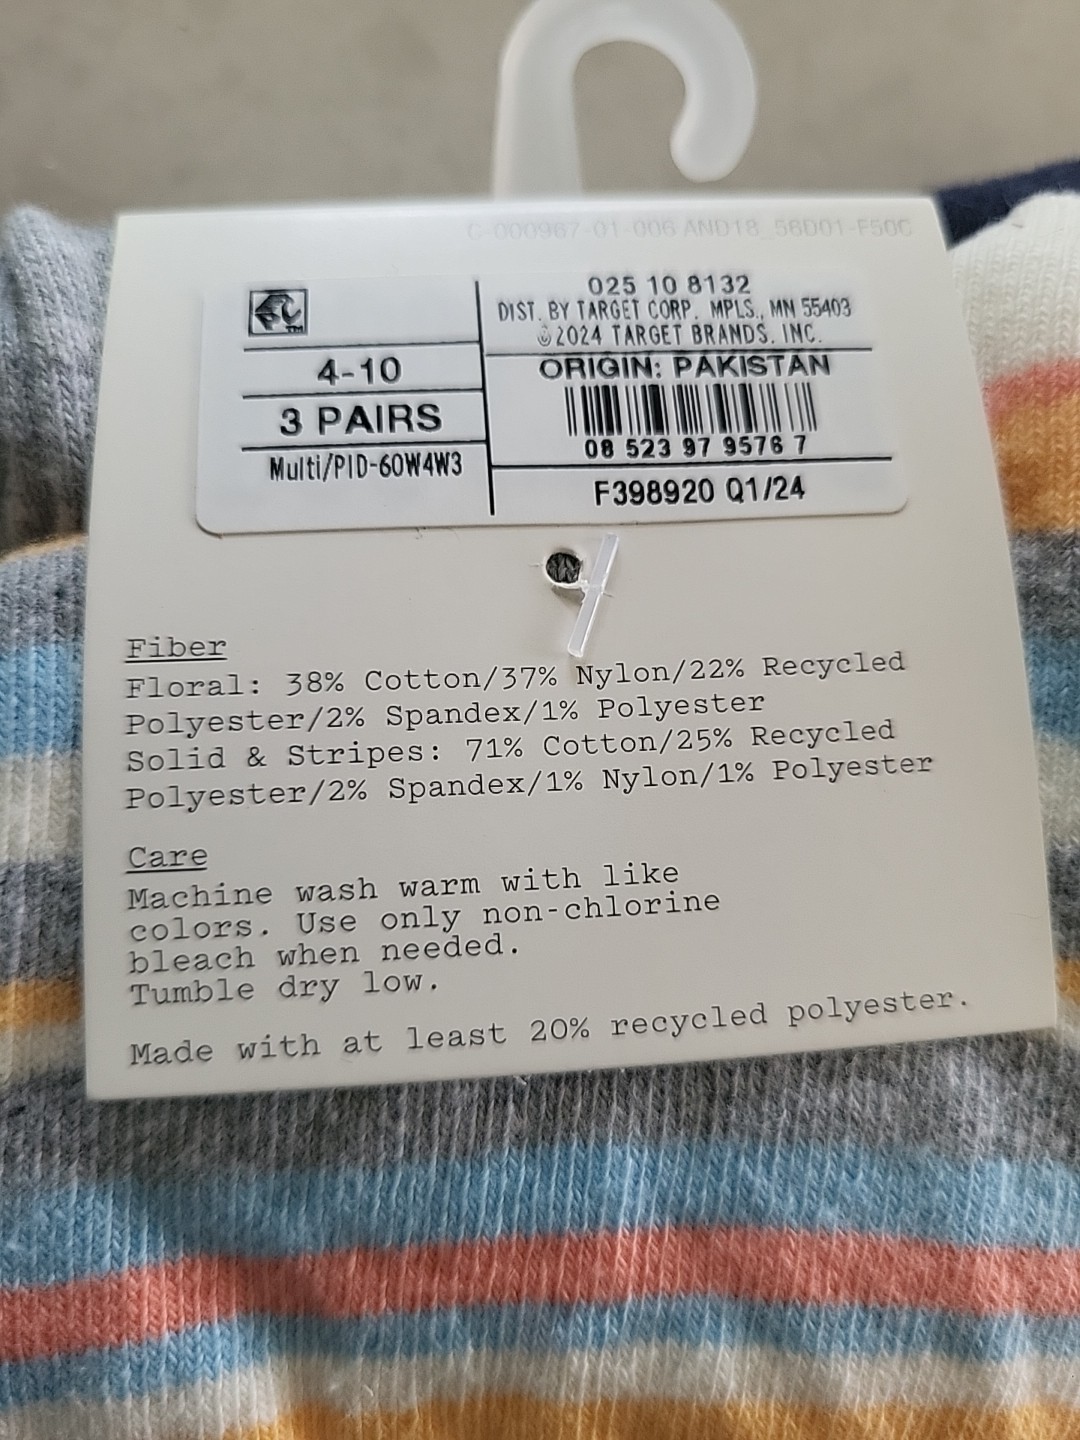 C-000967-01-006 AND18_56D01-F50C
TM
4-10
3 PAIRS
Multi/PID-60W4W3
025 10 8132
DIST. BY TARGET CORP. MPLS., MN 55403
©2024 TARGET BRANDS. INC.
ORIGIN: PAKISTAN
08 523 97 9576 7
F398920 Q1/24
Fiber
Floral: 38% Cotton/37% Nylon/22% Recycled
Polyester/2% Spandex/1% Polyester
Solid & Stripes: 71% Cotton/25% Recycled
Polyester/2% Spandex/1% Nylon/1% Polyester
Care
Machine wash warm with like
colors. Use only non-chlorine
bleach when needed.
Tumble dry low.
Made with at least 20% recycled polyester.